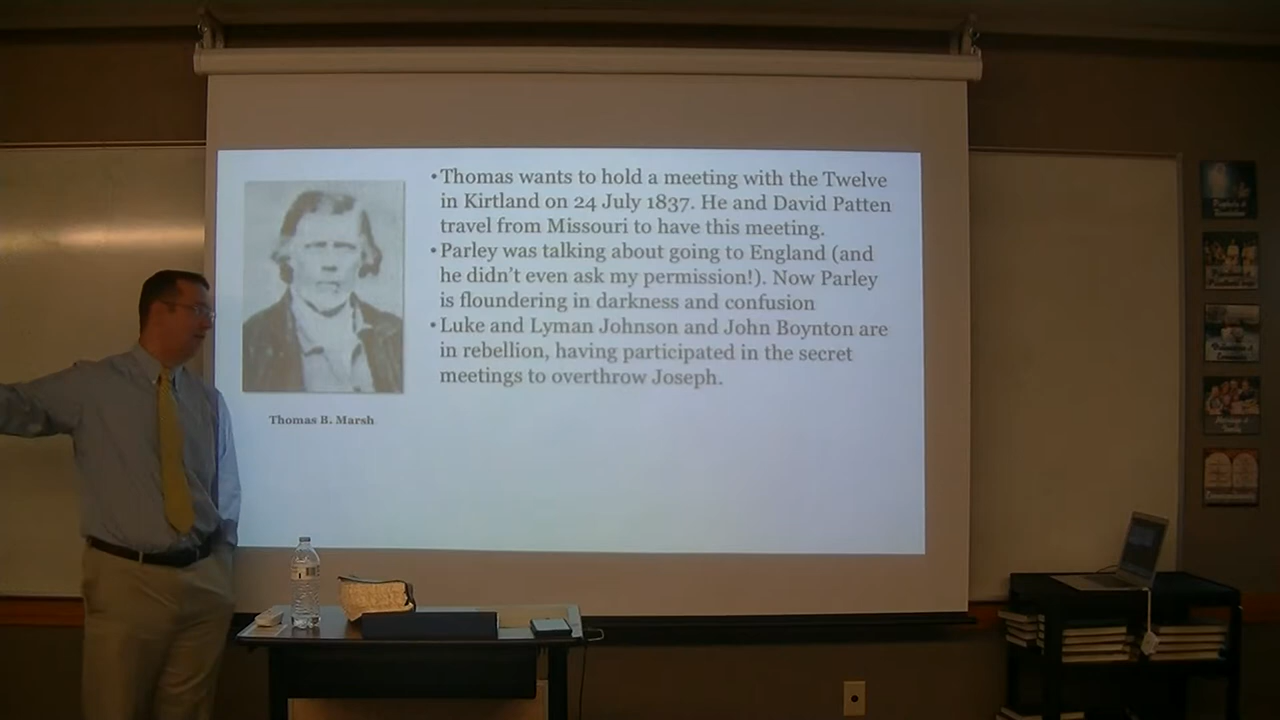 •Thomas wants to hold a meeting with the Twelve
in Kirtland on 24 July 1837. He and David Patten
travel from Missouri to have this meeting.
•Parley was talking about going to England (and
he didn't even ask my permission!). Now Parley
is floundering in darkness and confusion
•Luke and Lyman Johnson and John Boynton are
in rebellion, having participated in the secret
meetings to overthrow Joseph.
Thomas B. Marsh